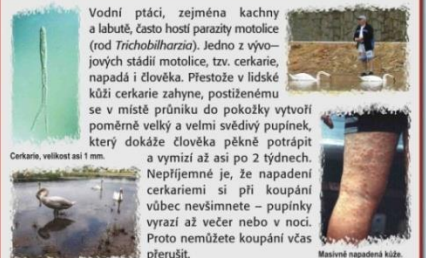 Vodní ptáci, zejména kachny
a labutě, často hostí parazity motolice
(rod Trichobilharzia). Jedno z vývo–
jových stádií motolice, tzv. cerkarie,
napadá i člověka. Přestože v lidské
kůži cerkarie zahyne, postiženému
se v místě průniku do pokožky vytvoří
poměrně velký a velmi svědivý pupínek,
který dokáže člověka pěkně potrápit
a vymizí až asi po 2 týdnech.
Nepříjemné je, že napadení
cerkariemi si při koupání
vůbec nevšimnete – pupínky
vyrazí až večer nebo v noci.
Proto nemůžete koupání včas
přerušit.
Cerkarie, velikost asi 1 mm.
Masivně napadená kůže.